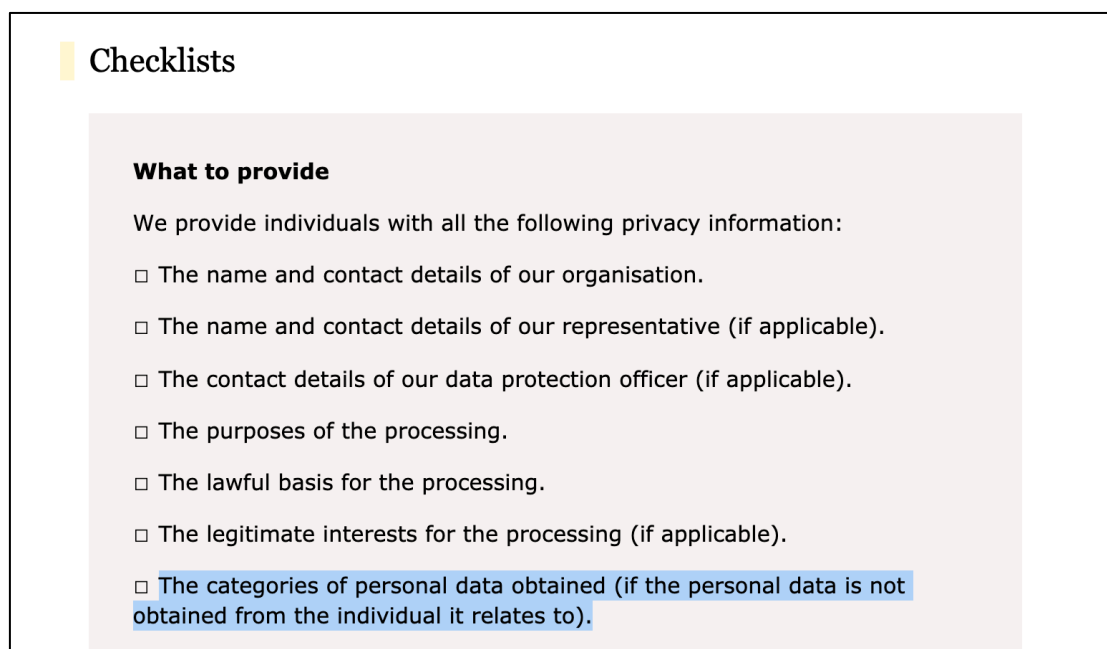 Checklists
What to provide
We provide individuals with all the following privacy information:
□ The name and contact details of our organisation.
□ The name and contact details of our representative (if applicable).
□ The contact details of our data protection officer (if applicable).
□ The purposes of the processing.
□ The lawful basis for the processing.
□ The legitimate interests for the processing (if applicable).
□ The categories of personal data obtained (if the personal data is not
obtained from the individual it relates to).